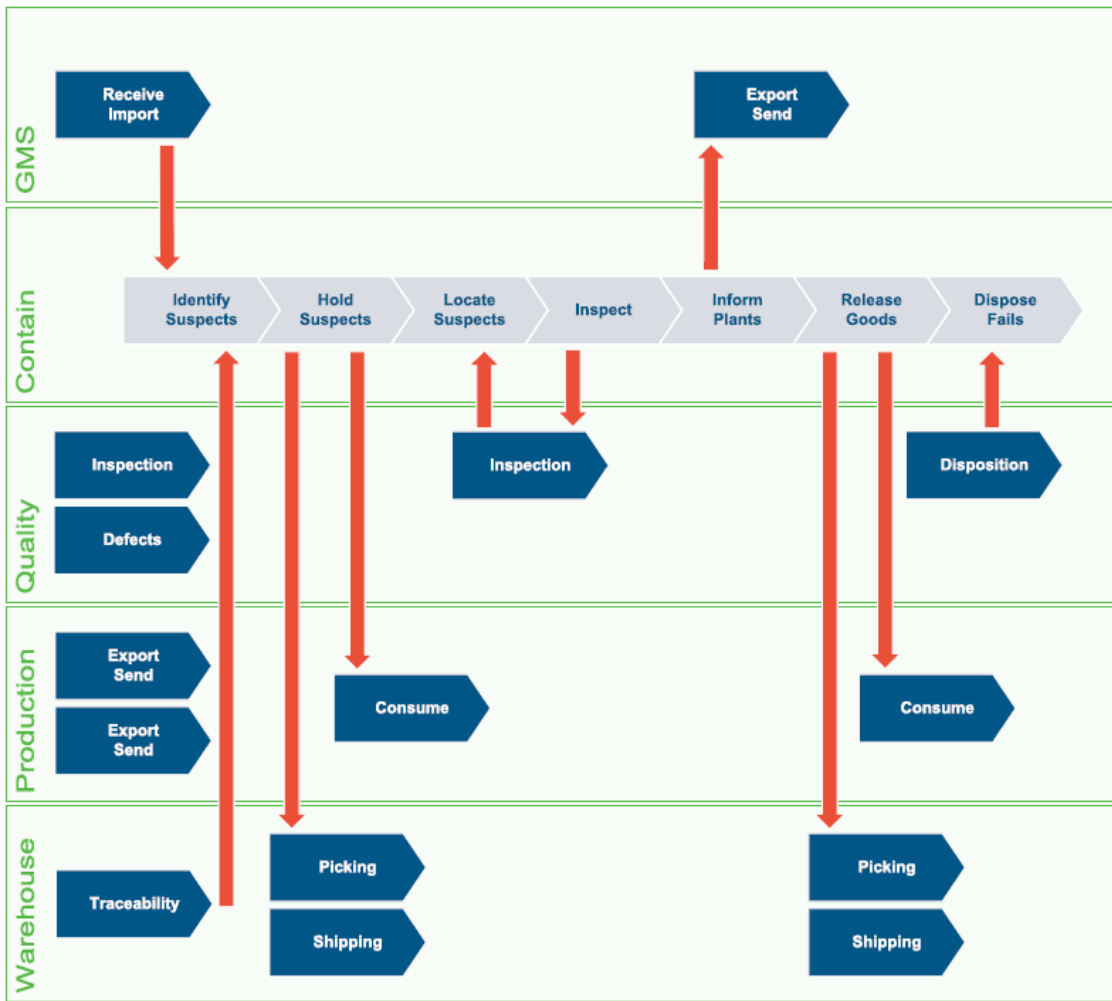 GMS
Receive
Import
Export
Send
Contain
Identify
Suspects
Hold
Suspects
Locate
Suspects
Inspect
Inform
Plants
Release
Goods
Dispose
Fails
Quality
Inspection
Defects
Inspection
Disposition
Production
Export
Send
Export
Send
Consume
Consume
Warehouse
Traceability
Picking
Shipping
Picking
Shipping